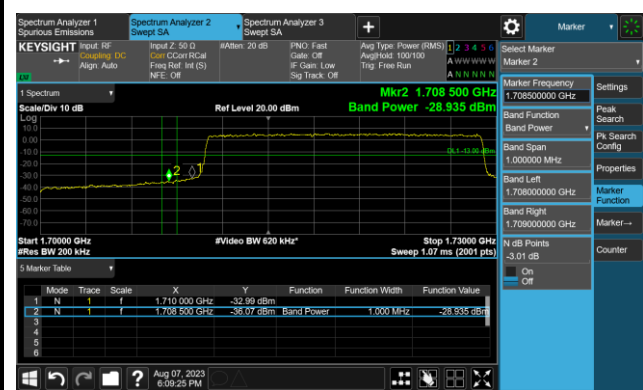 Spectrum Analyzer 1
Spurious Emissions
Spectrum Analyzer 2
Swept SA
Spectrum Analyzer 3
Swept SA
+
Marker
KEYSIGHT
Input: RF
Coupling: DC
Align: Auto
Input Z: 50 Ω
Corr CCorr RCal
Freq Ref: Int (S)
NFE: Off
#Atten: 20 dB
PNO: Fast
Gate: Off
IF Gain: Low
Sig Track: Off
Avg Type: Power (RMS)
Avg|Hold: 100/100
Trig: Free Run
1 2 3 4 5 6
A W W W W W
A N N N N N
LV
1 Spectrum
Scale/Div 10 dB
Ref Level 20.00 dBm
Mkr2 1.708 500 GHz
Band Power -28.935 dBm
Log
10.0
0.00
-10.0
-20.0
-30.0
-40.0
-50.0
-60.0
-70.0
DL1 -13.00 dBm
2
1
Start 1.70000 GHz
#Res BW 200 kHz
#Video BW 620 kHz*
Stop 1.73000 GHz
Sweep 1.07 ms (2001 pts)
5 Marker Table
Mode Trace Scale X Y Function Function Width Function Value
1 N 1 f 1.710 000 GHz -32.99 dBm
2 N 1 f 1.708 500 GHz -36.07 dBm Band Power 1.000 MHz -28.935 dBm
3
4
5
6
Select Marker
Marker 2
Marker Frequency
1.708500000 GHz
Band Function
Band Power
Band Span
1.000000 MHz
Band Left
1.708000000 GHz
Band Right
1.709000000 GHz
N dB Points
-3.01 dB
On
Off
Settings
Peak
Search
Pk Search
Config
Properties
Marker
Function
Marker→
Counter
?
Aug 07, 2023
6:09:25 PM